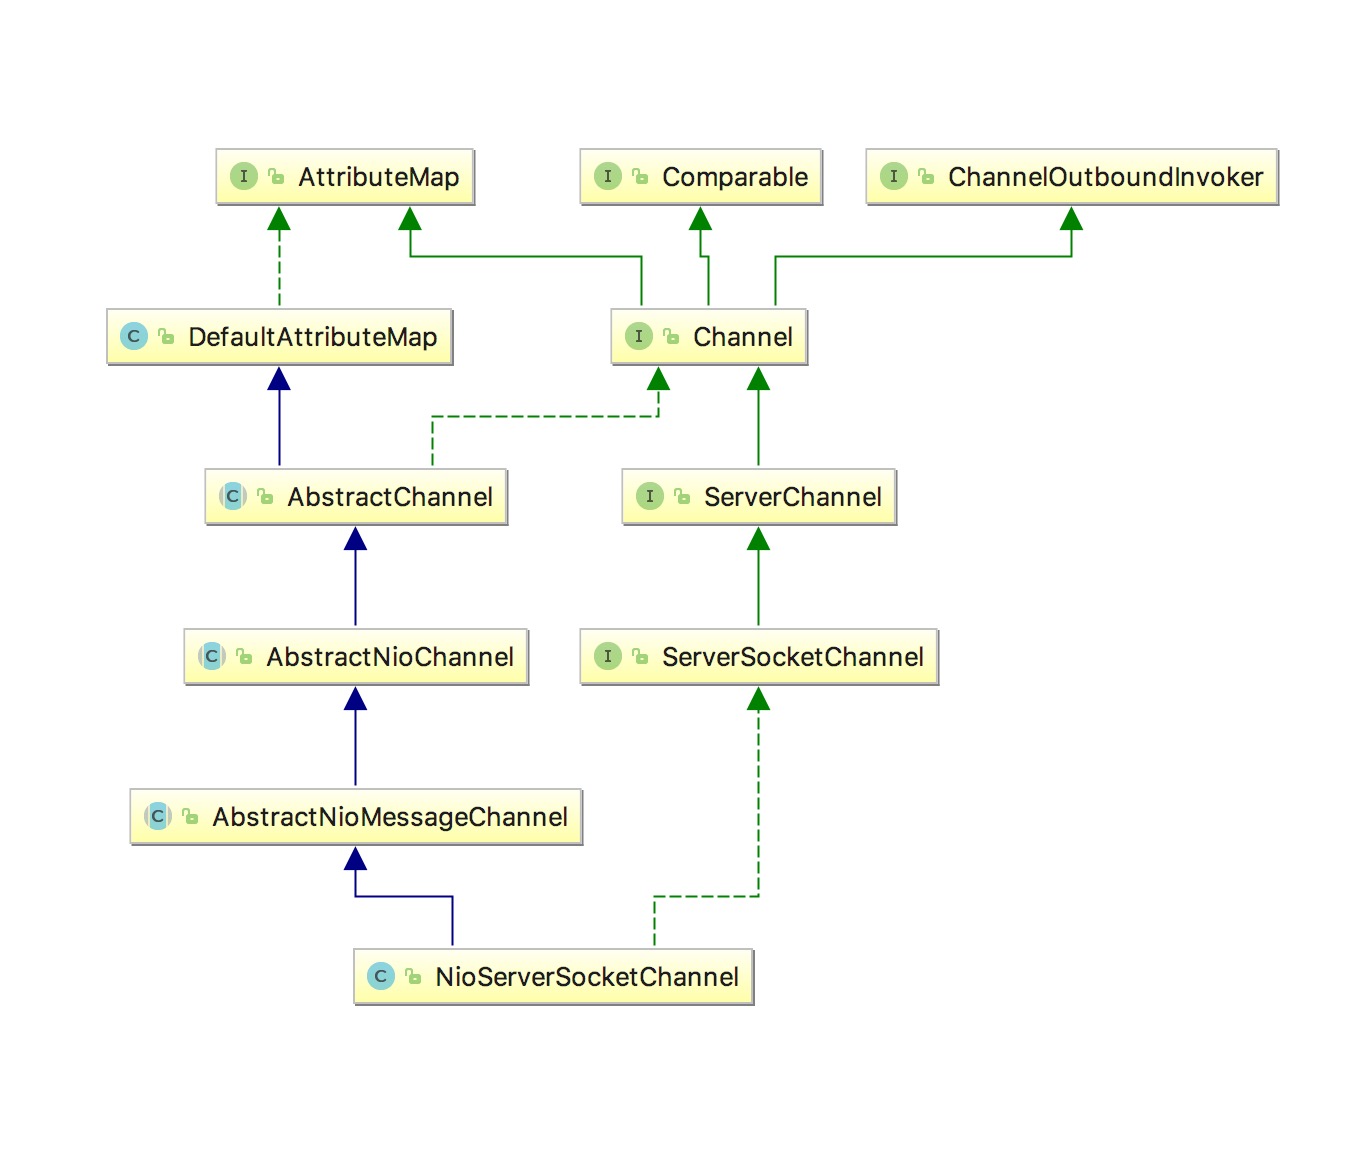 I AttributeMap
I Comparable
I ChannelOutboundInvoker
C DefaultAttributeMap
I Channel
C AbstractChannel
I ServerChannel
C AbstractNioChannel
I ServerSocketChannel
C AbstractNioMessageChannel
C NioServerSocketChannel